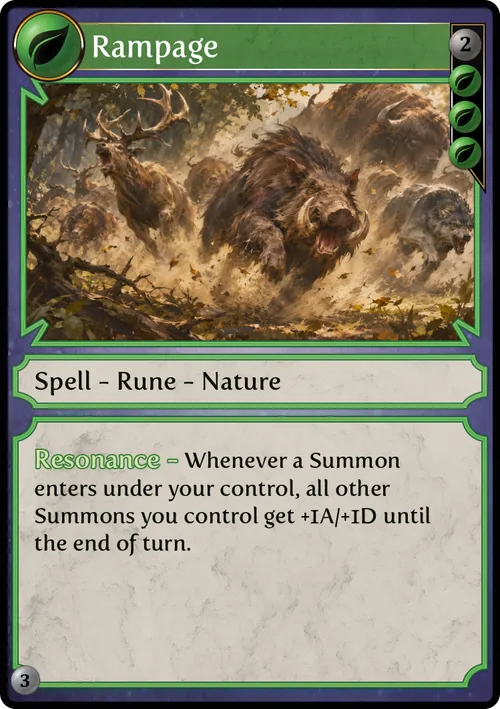 Rampage
2
Spell - Rune - Nature
Resonance - Whenever a Summon
enters under your control, all other
Summons you control get +1A/+1D until
the end of turn.
3